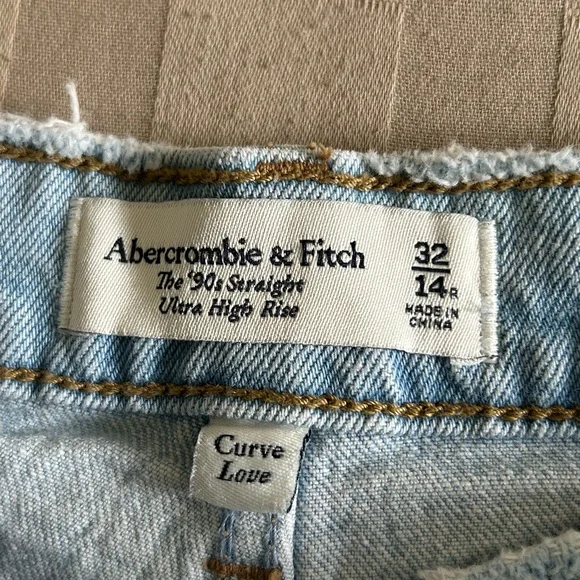 Abercrombie & Fitch
The '90s Straight
Ultra High Rise
32
14R
MADE IN
CHINA
Curve
Love